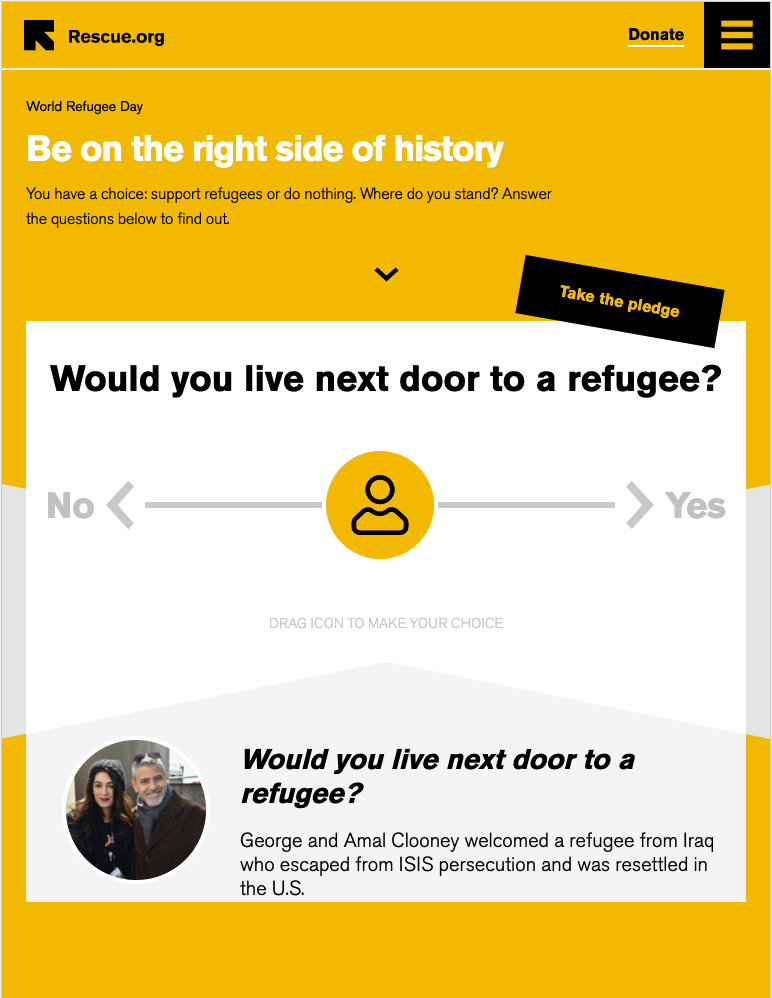 Rescue.org
Donate
World Refugee Day
Be on the right side of history
You have a choice: support refugees or do nothing. Where do you stand? Answer
the questions below to find out.
Take the pledge
Would you live next door to a refugee?
No
Yes
DRAG ICON TO MAKE YOUR CHOICE
Would you live next door to a
refugee?
George and Amal Clooney welcomed a refugee from Iraq
who escaped from ISIS persecution and was resettled in
the U.S.